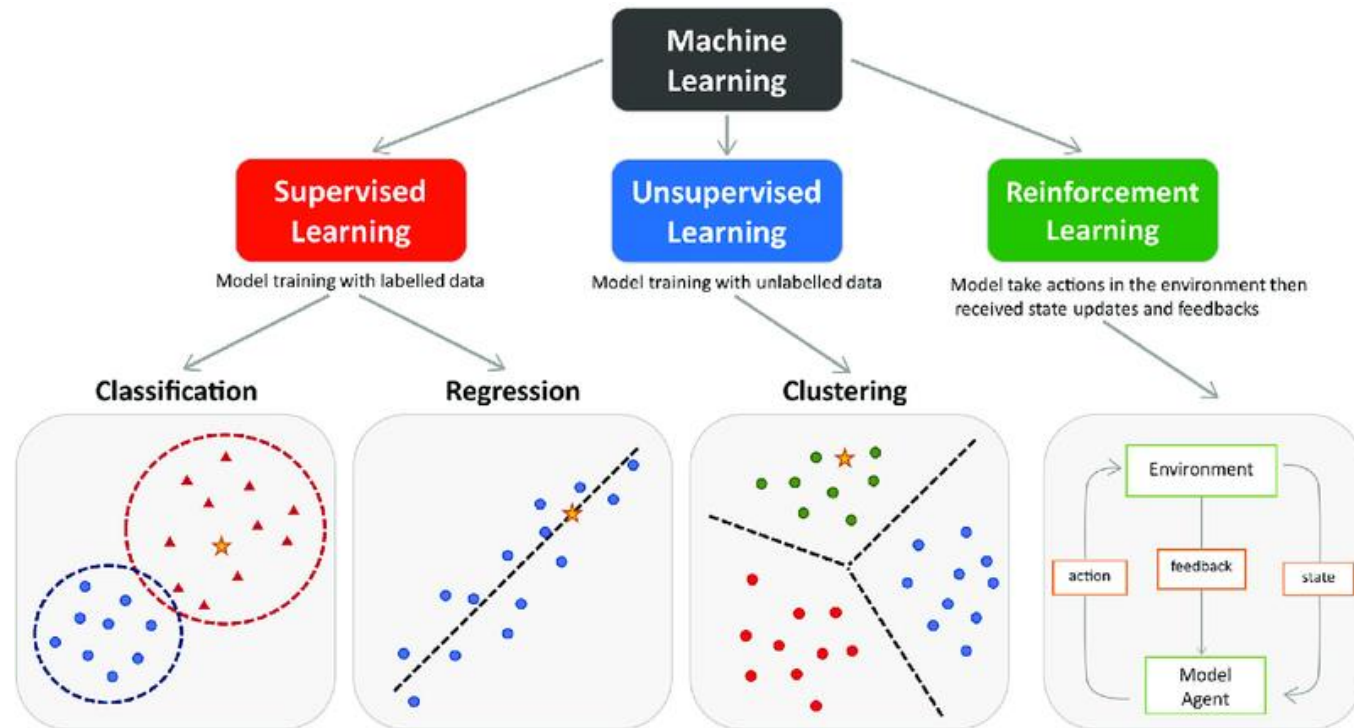 Machine
Learning
Supervised
Learning
Unsupervised
Learning
Reinforcement
Learning
Model training with labelled data
Model training with unlabelled data
Model take actions in the environment then
received state updates and feedbacks
Classification
Regression
Clustering
Environment
action
feedback
state
Model
Agent